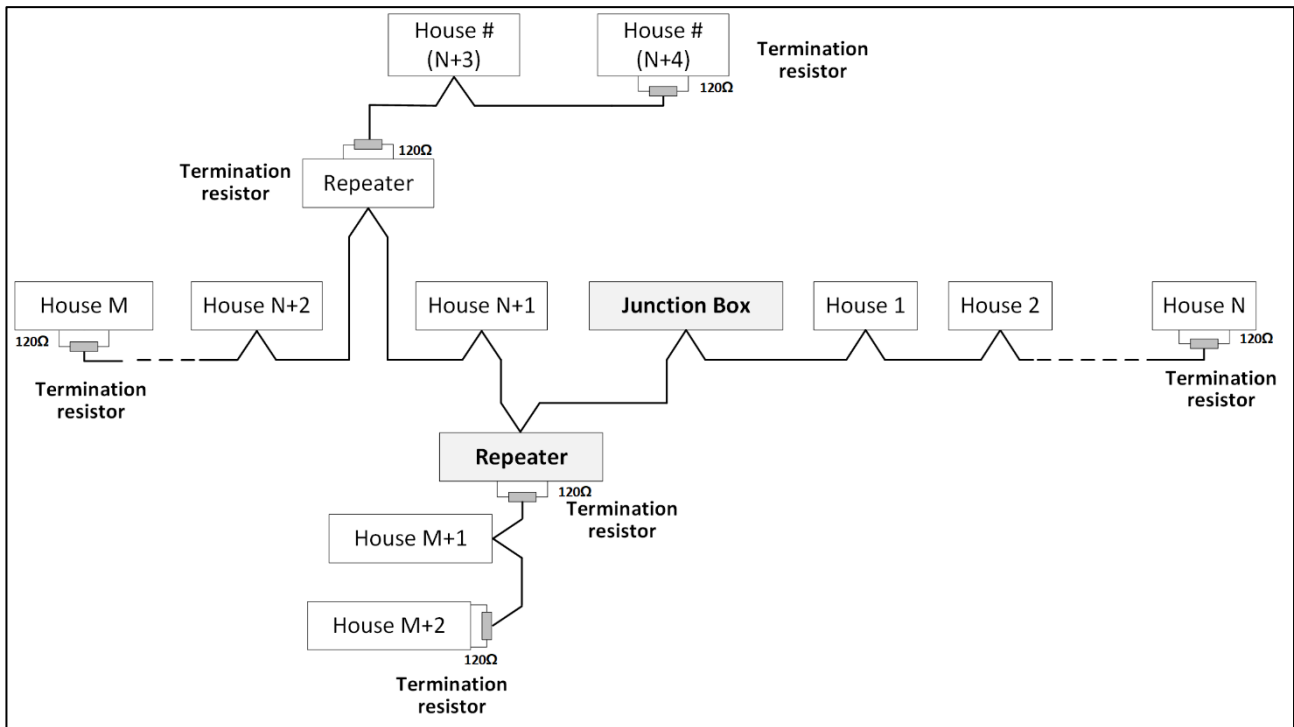 House #
(N+3)
House #
(N+4)
Termination
resistor
120Ω
120Ω
Termination
resistor
Repeater
House M
House N+2
House N+1
Junction Box
House 1
House 2
House N
120Ω
120Ω
Termination
resistor
Termination
resistor
Repeater
120Ω
Termination
resistor
House M+1
House M+2
120Ω
Termination
resistor